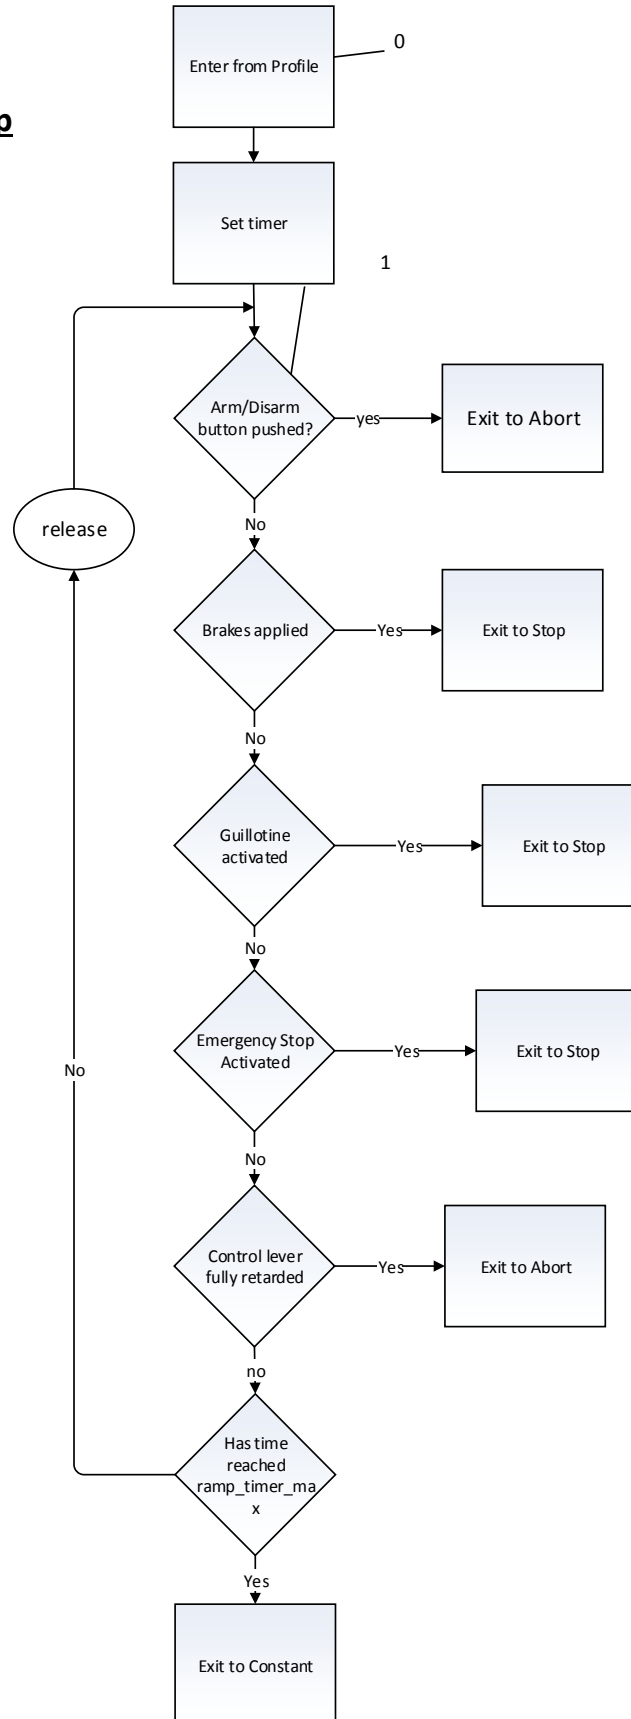 Enter from Profile
0
p
Set timer
1
Arm/Disarm
button pushed?
yes
Exit to Abort
No
release
Brakes applied
Yes
Exit to Stop
No
Guillotine
activated
Yes
Exit to Stop
No
Emergency Stop
Activated
Yes
Exit to Stop
No
No
Control lever
fully retarded
Yes
Exit to Abort
no
Has time
reached
ramp_timer_ma
x
Yes
Exit to Constant